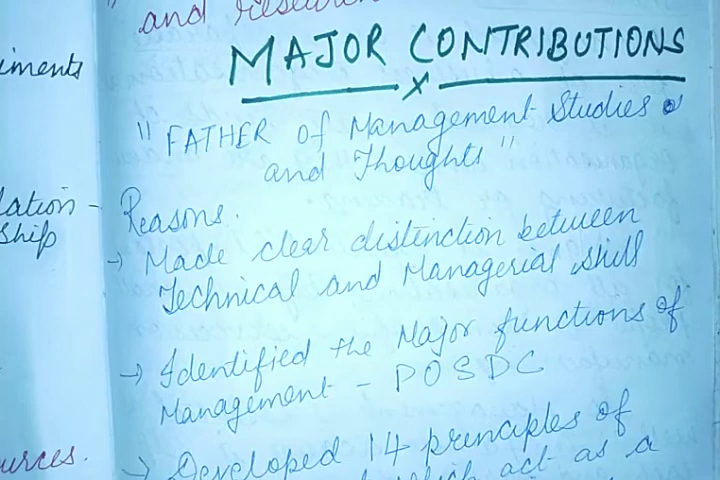 and
MAJOR CONTRIBUTIONS
x
"FATHER of Management Studies
and Thoughts"
Reasons.
→ Made clear distinction between
Technical and Managerial skill
→ Identified the Major functions of
Management - POSDC
→ Developed 14 principles of
which act as a
iments
lation -
ship
urces.